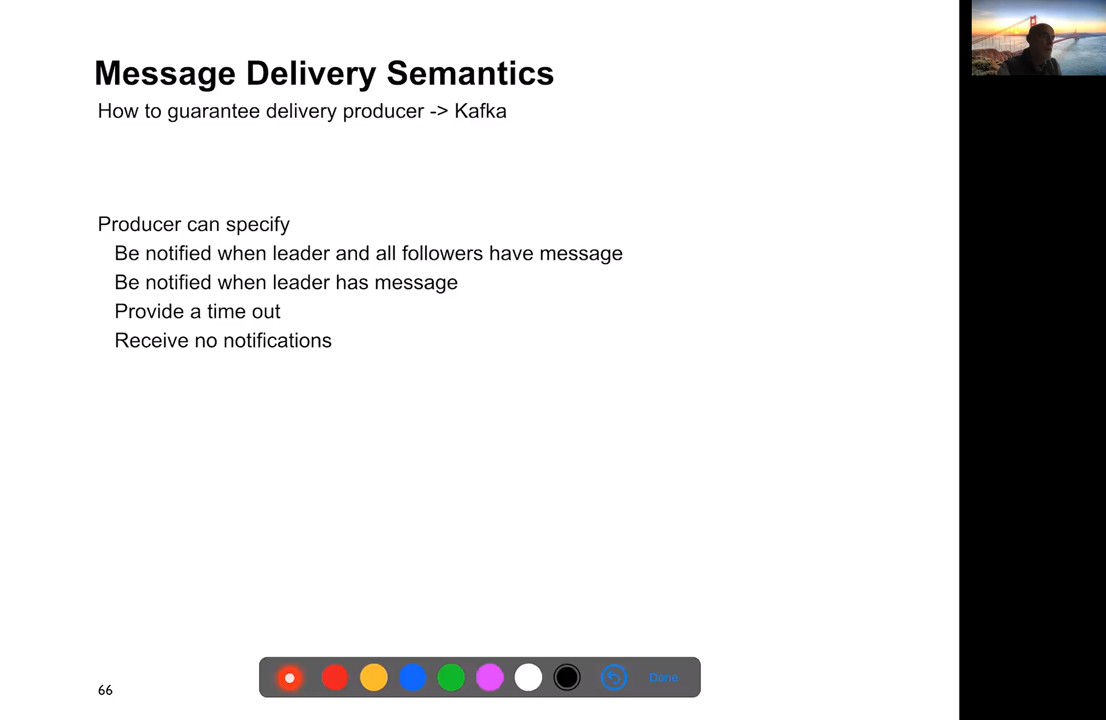 Message Delivery Semantics
How to guarantee delivery producer -> Kafka
Producer can specify
Be notified when leader and all followers have message
Be notified when leader has message
Provide a time out
Receive no notifications
66
Done